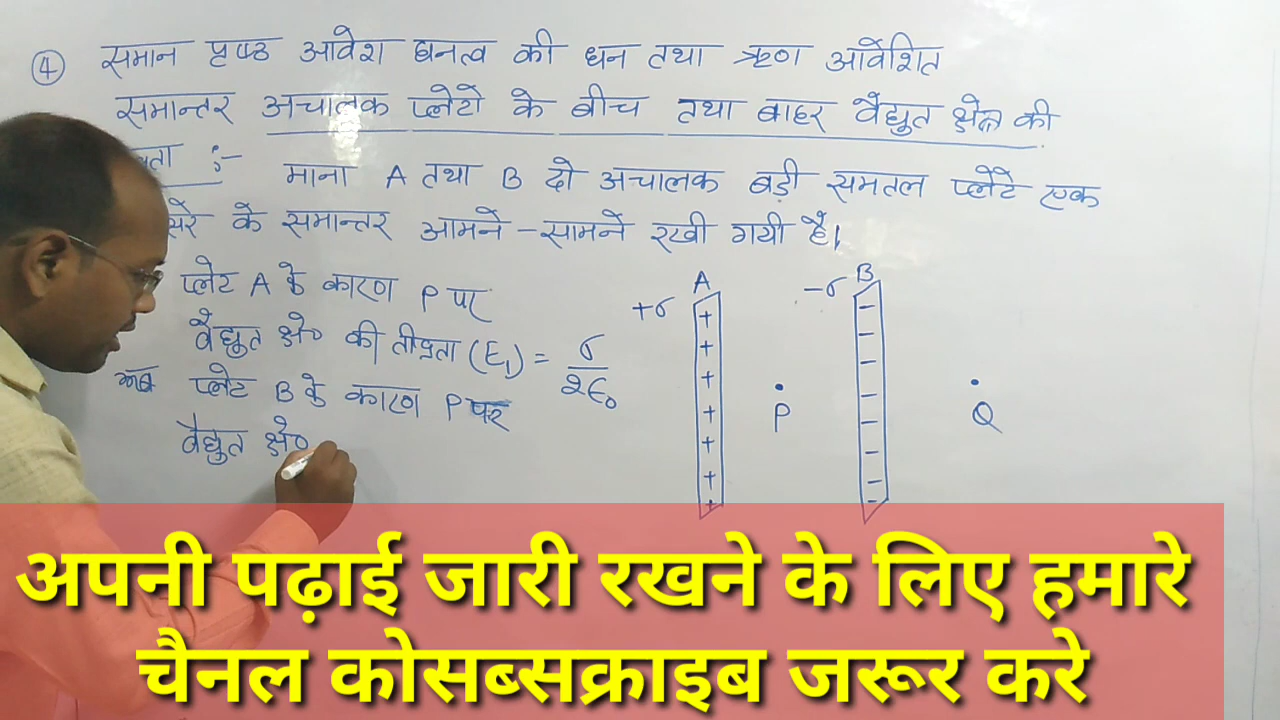 ④ समान पृष्ठ आवेश घनत्व की धन तथा ऋण आवेशित
समान्तर अचालक प्लेटो के बीच तथा बाहर वैद्युत क्षेत्र की
:-
माना A तथा B दो अचालक बड़ी समतल प्लेटे एक
के समान्तर आमने-सामने रखी गयी है।
प्लेट A के कारण P पर
वैद्युत क्षे० की तीव्रता (E₁) = σ/2ϵ₀
अब प्लेट B के कारण P पर
वैद्युत क्षे०
A
B
+σ
-σ
+
+
+
+
+
+
+
-
-
-
-
-
-
-
P
Q
अपनी पढ़ाई जारी रखने के लिए हमारे
चैनल कोसब्सक्राइब जरूर करे